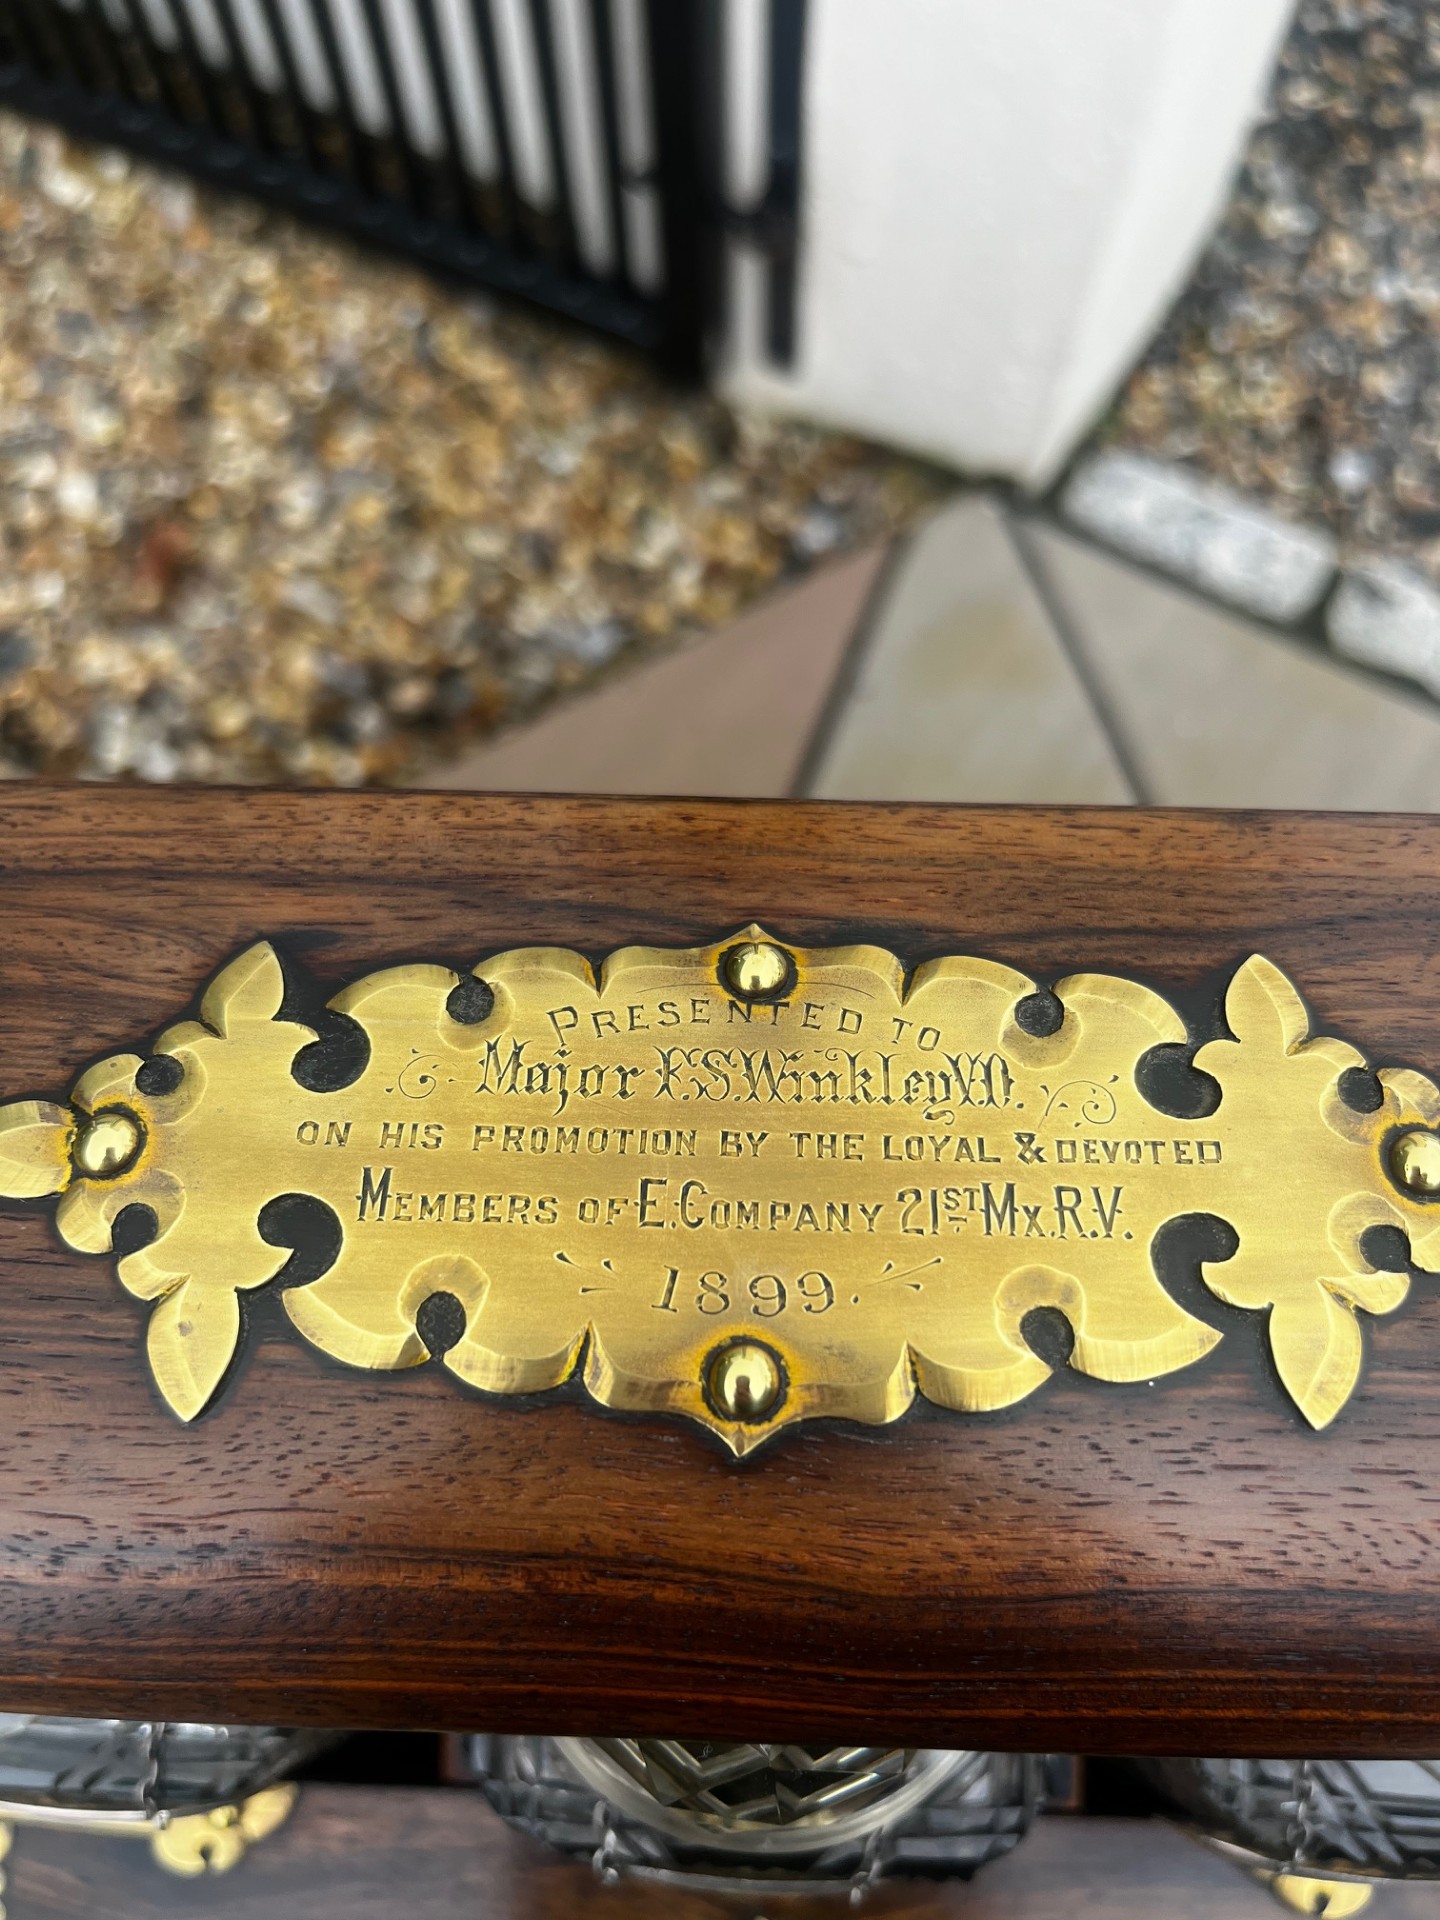 PRESENTED TO
Major F.S. Winkley V.D.
ON HIS PROMOTION BY THE LOYAL & DEVOTED
MEMBERS OF E. COMPANY 21ST Mx. R.V.
1899.